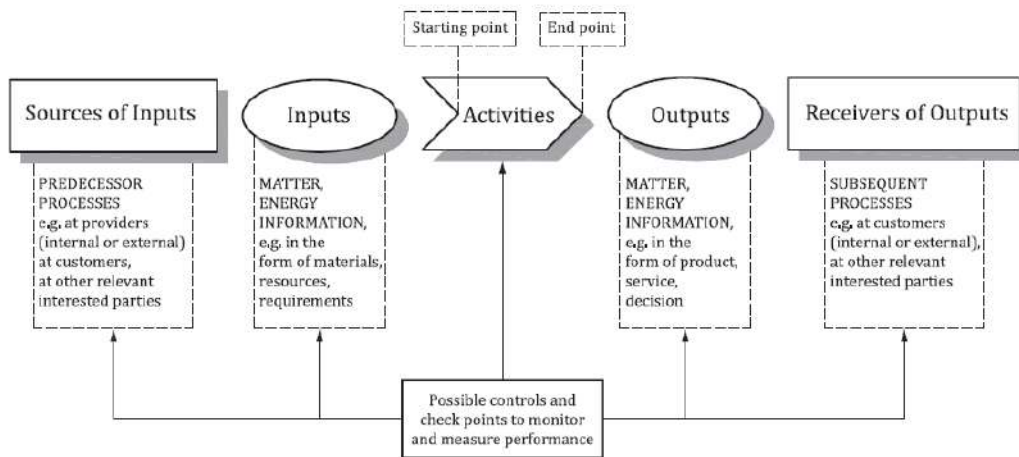 Starting point
End point
Sources of Inputs
Inputs
Activities
Outputs
Receivers of Outputs
PREDECESSOR
PROCESSES
e.g. at providers
(internal or external)
at customers,
at other relevant
interested parties
MATTER,
ENERGY
INFORMATION,
e.g. in the
form of materials,
resources,
requirements
MATTER,
ENERGY
INFORMATION,
e.g. in the
form of product,
service,
decision
SUBSEQUENT
PROCESSES
e.g. at customers
(internal or external),
at other relevant
interested parties
Possible controls and
check points to monitor
and measure performance